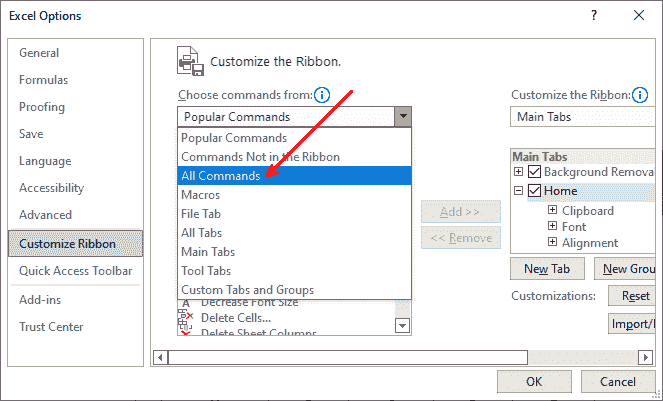 Excel Options
?
General
Formulas
Proofing
Save
Language
Accessibility
Advanced
Customize Ribbon
Quick Access Toolbar
Add-ins
Trust Center
Customize the Ribbon.
Choose commands from:
Popular Commands
Popular Commands
Commands Not in the Ribbon
All Commands
Macros
File Tab
All Tabs
Main Tabs
Tool Tabs
Custom Tabs and Groups
Decrease Font Size
Delete Cells...
Delete Sheet Columns
Add >>
<< Remove
Customize the Ribbon:
Main Tabs
Main Tabs
Background Remova
Home
Clipboard
Font
Alignment
New Tab
New Grou
Customizations:
Reset
Import/
OK
Cancel